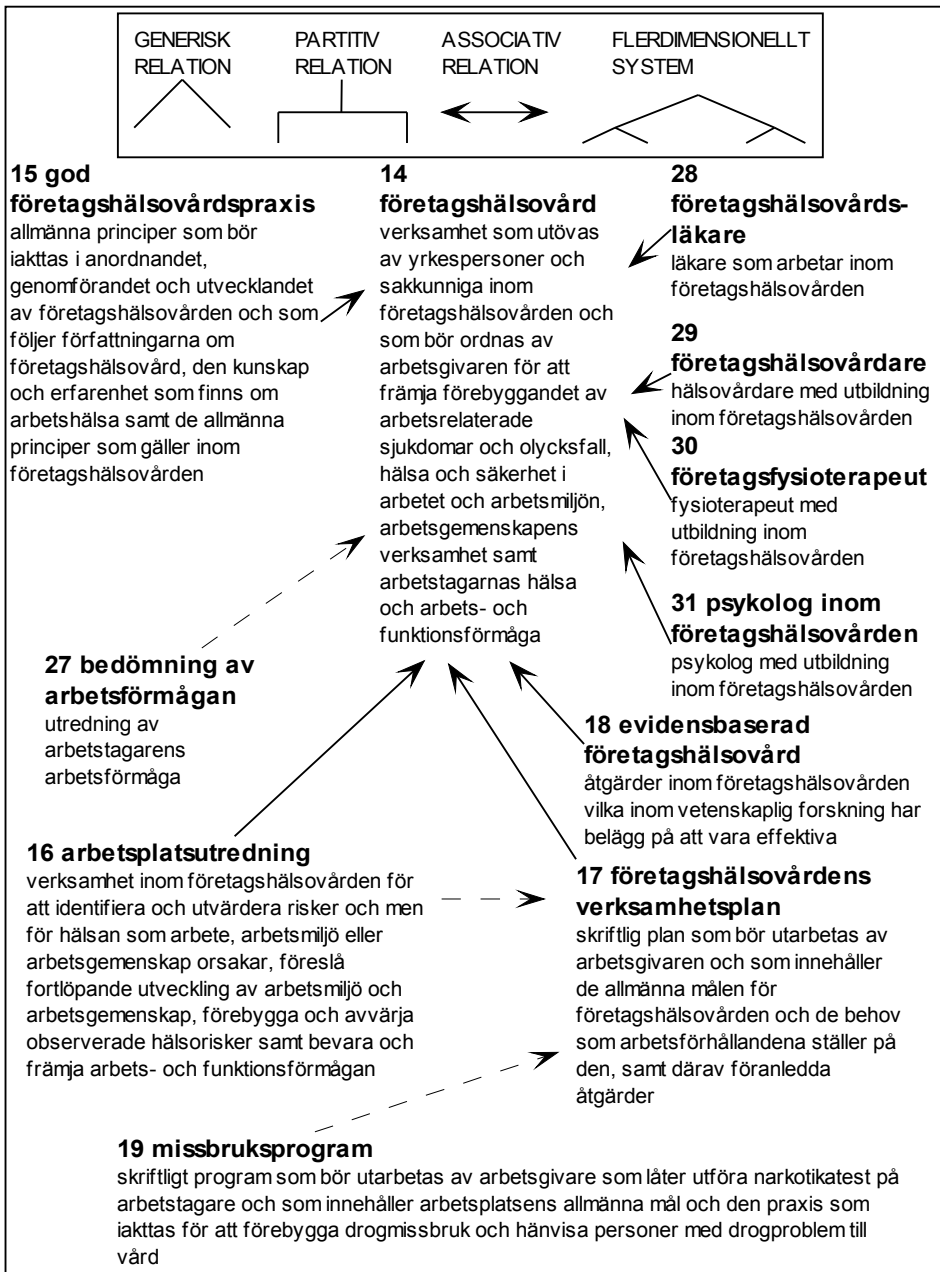 GENERISK
RELATION
PARTITIV
RELATION
ASSOCIATIV
RELATION
FLERDIMENSIONELLT
SYSTEM
15 god
företagshälsovårdspraxis
allmänna principer som bör
iakttas i anordnandet,
genomförandet och utvecklandet
av företagshälsovården och som
följer författningarna om
företagshälsovård, den kunskap
och erfarenhet som finns om
arbetshälsa samt de allmänna
principer som gäller inom
företagshälsovården
14
företagshälsovård
verksamhet som utövas
av yrkespersoner och
sakkunniga inom
företagshälsovården och
som bör ordnas av
arbetsgivaren för att
främja förebyggandet av
arbetsrelaterade
sjukdomar och olycksfall,
hälsa och säkerhet i
arbetet och arbetsmiljön,
arbetsgemenskapens
verksamhet samt
arbetstagarnas hälsa
och arbets- och
funktionsförmåga
28
företagshälsovårds-
läkare
läkare som arbetar inom
företagshälsovården
29
företagshälsovårdare
hälsovårdare med utbildning
inom företagshälsovården
30
företagsfysioterapeut
fysioterapeut med
utbildning inom
företagshälsovården
31 psykolog inom
företagshälsovården
psykolog med utbildning
inom företagshälsovården
27 bedömning av
arbetsförmågan
utredning av
arbetstagarens
arbetsförmåga
18 evidensbaserad
företagshälsovård
åtgärder inom företagshälsovården
vilka inom vetenskaplig forskning har
belägg på att vara effektiva
16 arbetsplatsutredning
verksamhet inom företagshälsovården för
att identifiera och utvärdera risker och men
för hälsan som arbete, arbetsmiljö eller
arbetsgemenskap orsakar, föreslå
fortlöpande utveckling av arbetsmiljö och
arbetsgemenskap, förebygga och avvärja
observerade hälsorisker samt bevara och
främja arbets- och funktionsförmågan
17 företagshälsovårdens
verksamhetsplan
skriftlig plan som bör utarbetas av
arbetsgivaren och som innehåller
de allmänna målen för
företagshälsovården och de behov
som arbetsförhållandena ställer på
den, samt därav föranledda
åtgärder
19 missbruksprogram
skriftligt program som bör utarbetas av arbetsgivare som låter utföra narkotikatest på
arbetstagare och som innehåller arbetsplatsens allmänna mål och den praxis som
iakttas för att förebygga drogmissbruk och hänvisa personer med drogproblem till
vård